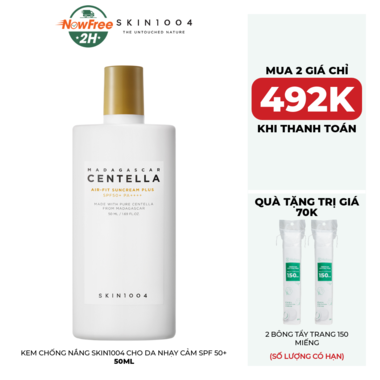 NowFree
2H
SKIN1004
THE UNTOUCHED NATURE
MADAGASCAR
CENTELLA
AIR-FIT SUNCREAM PLUS
SPF50+ PA++++
MADE WITH PURE CENTELLA
FROM MADAGASCAR
50 ML / 1.69 FL.OZ
SKIN1004
KEM CHỐNG NẮNG SKIN1004 CHO DA NHẠY CẢM SPF 50+
50ML
MUA 2 GIÁ CHỈ
492K
KHI THANH TOÁN
QUÀ TẶNG TRỊ GIÁ
70K
150
150
2 BÔNG TẨY TRANG 150
MIẾNG
(SỐ LƯỢNG CÓ HẠN)